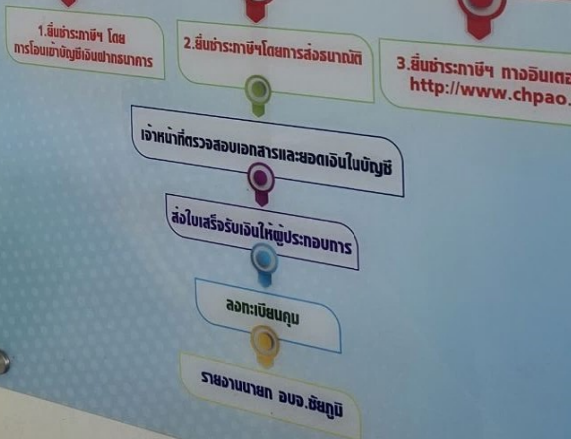 1.ยื่นชำระภาษีฯ โดย
การโอนเข้าบัญชีเงินฝากธนาคาร
2.ยื่นชำระภาษีฯโดยการส่งธนาณัติ
3.ยื่นชำระภาษีฯ ทางอินเตอ
http://www.chpao.
เจ้าหน้าที่ตรวจสอบเอกสารและยอดเงินในบัญชี
ส่งใบเสร็จรับเงินให้ผู้ประกอบการ
ลงทะเบียนคุม
รายงานนายก อบจ.ชัยภูมิ